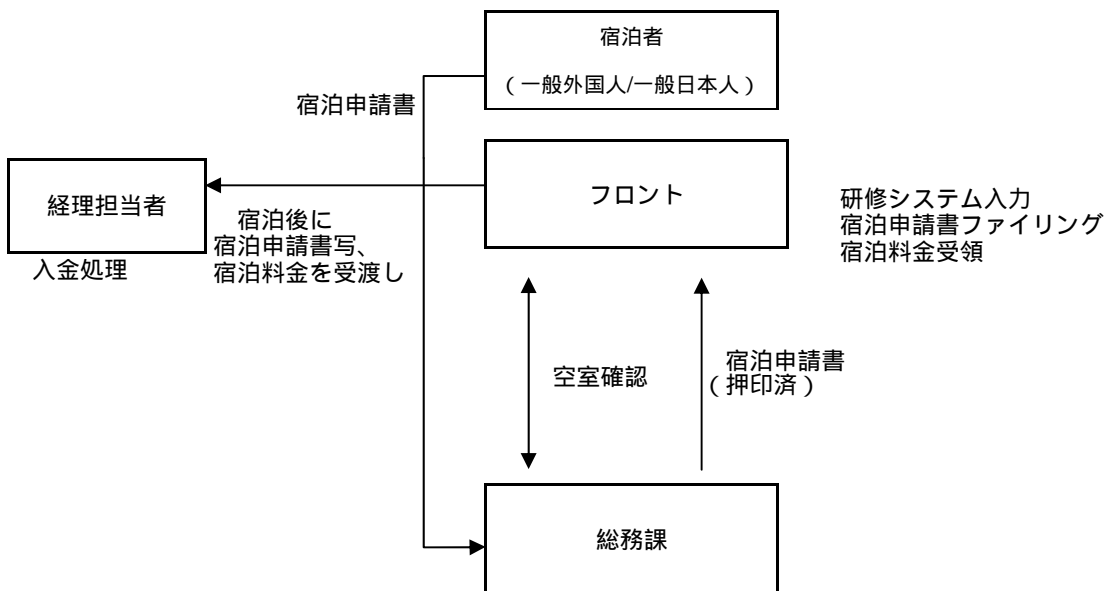 宿泊者
(一般外国人/一般日本人)
宿泊申請書
フロント
経理担当者
入金処理
宿泊後に
宿泊申請書写、
宿泊料金を受渡し
研修システム入力
宿泊申請書ファイリング
宿泊料金受領
空室確認
宿泊申請書
(押印済)
総務課